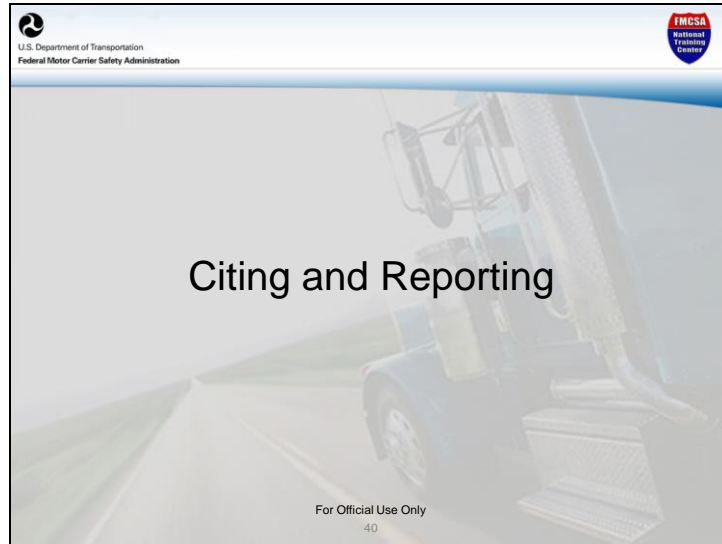 U.S. Department of Transportation
Federal Motor Carrier Safety Administration
FMCSA
National
Training
Center
Citing and Reporting
For Official Use Only
40